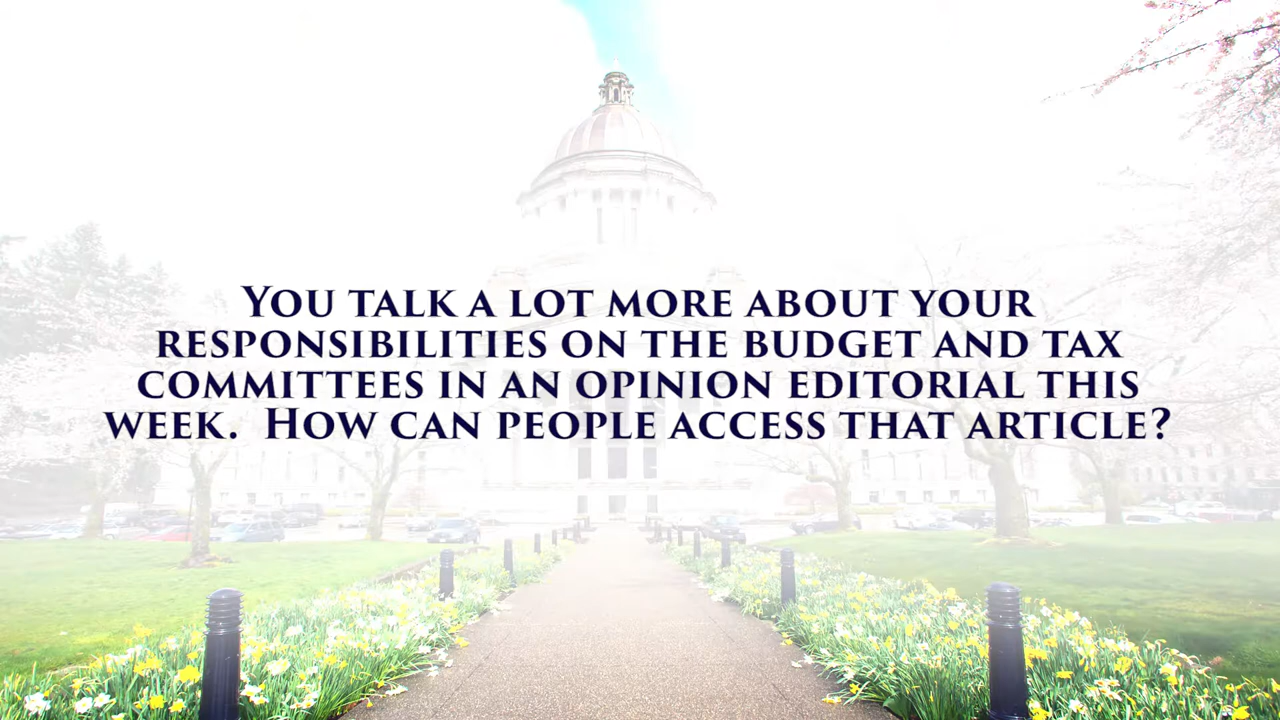 You talk a lot more about your
responsibilities on the budget and tax
committees in an opinion editorial this
week.  How can people access that article?